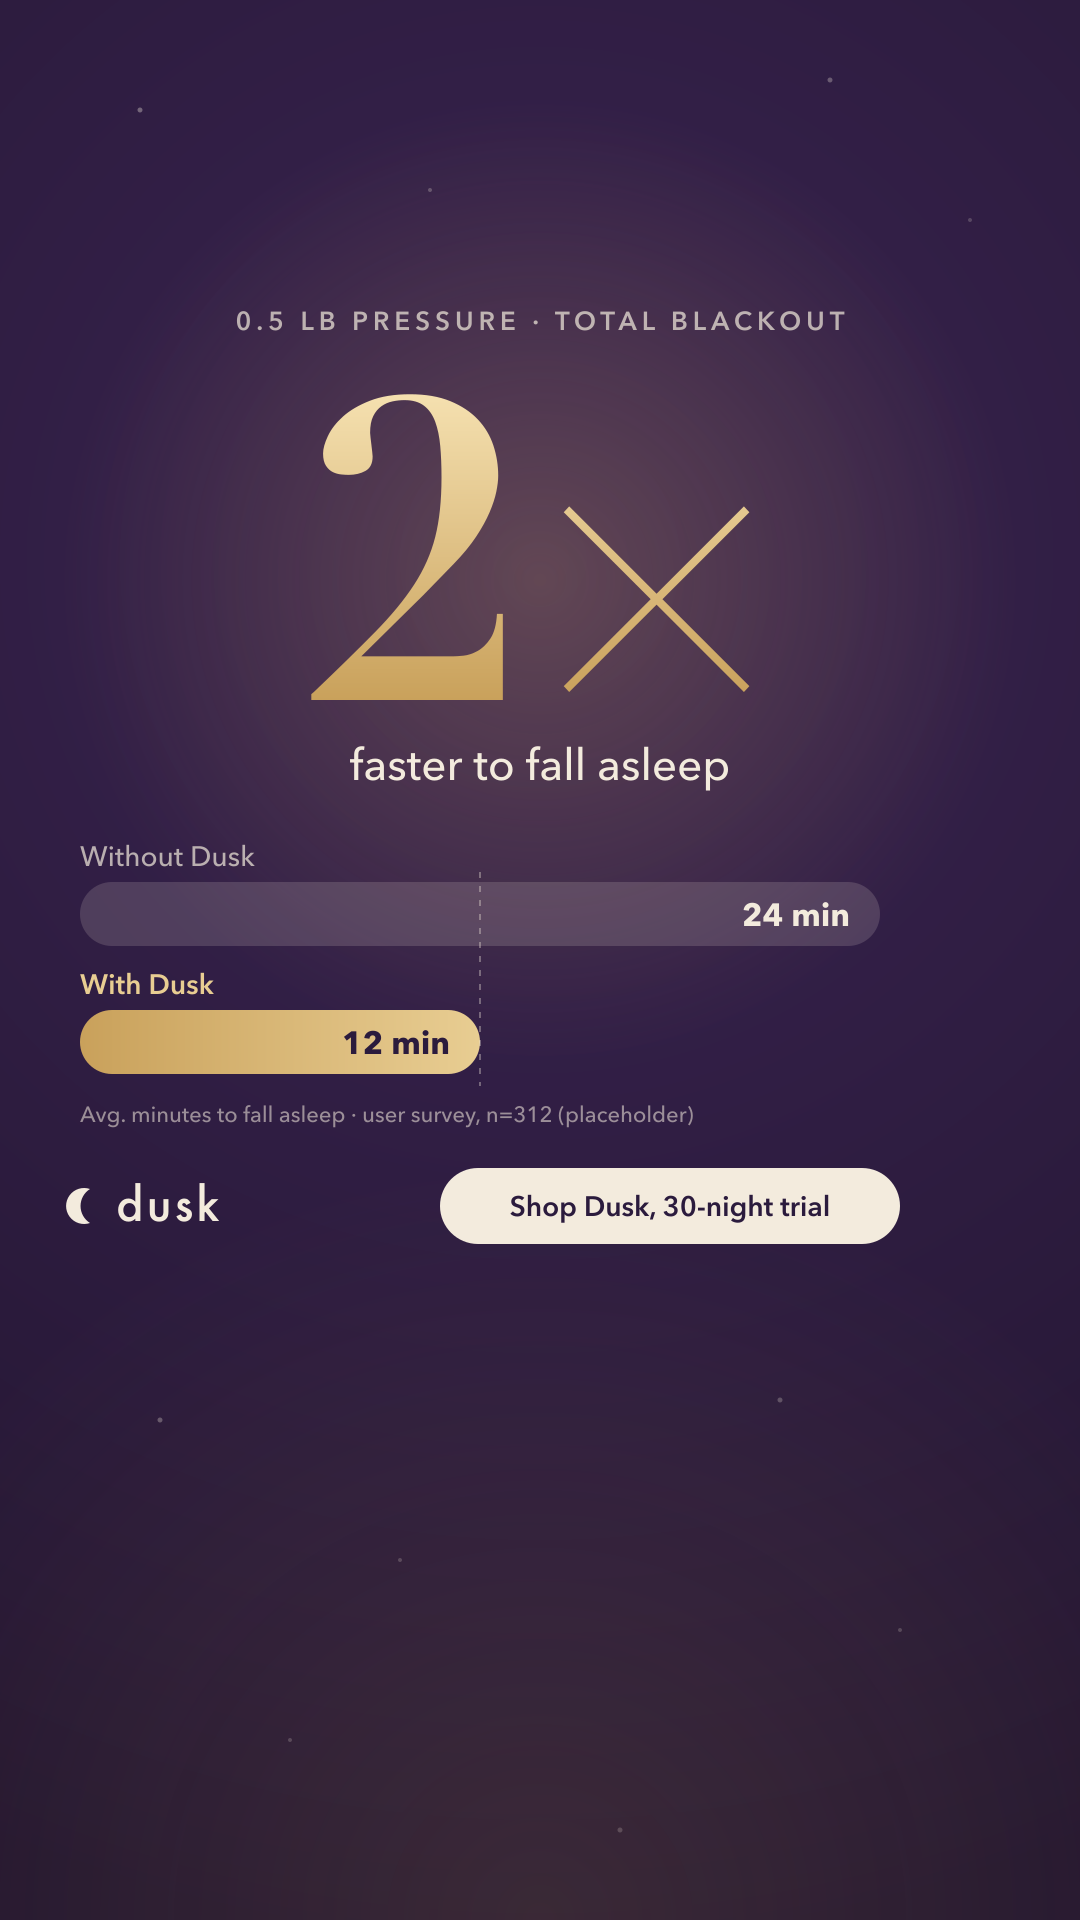 0.5 LB PRESSURE · TOTAL BLACKOUT
2×
faster to fall asleep
Without Dusk
24 min
With Dusk
12 min
Avg. minutes to fall asleep · user survey, n=312 (placeholder)
dusk
Shop Dusk, 30-night trial